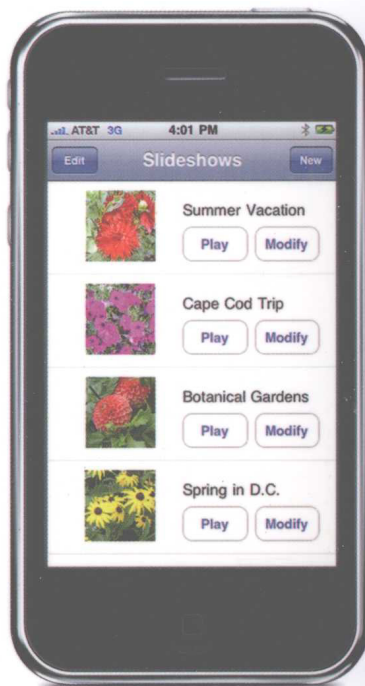 AT&T 3G 4:01 PM
Edit Slideshows New
Summer Vacation
Play Modify
Cape Cod Trip
Play Modify
Botanical Gardens
Play Modify
Spring in D.C.
Play Modify